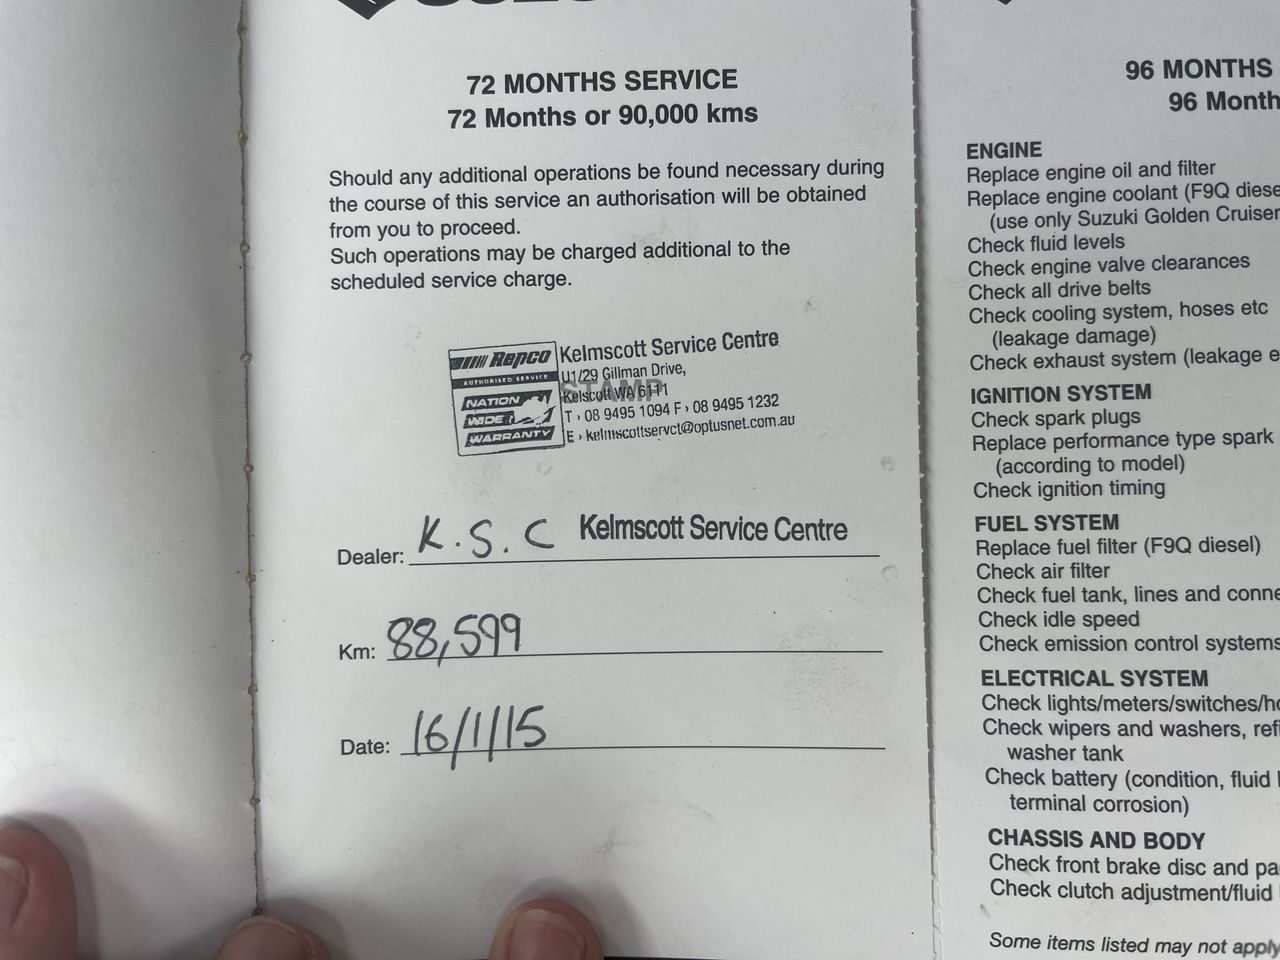 72 MONTHS SERVICE
72 Months or 90,000 kms
Should any additional operations be found necessary during
the course of this service an authorisation will be obtained
from you to proceed.
Such operations may be charged additional to the
scheduled service charge.
Repco
AUTHORISED SERVICE
NATION
WIDE
WARRANTY
Kelmscott Service Centre
U1/29 Gillman Drive,
STAMP
Kelscott WA 6111
T › 08 9495 1094 F › 08 9495 1232
E › kelmscottservct@optusnet.com.au
Dealer: K.S.C Kelmscott Service Centre
Km: 88,599
Date: 16/1/15
96 MONTHS
96 Month
ENGINE
Replace engine oil and filter
Replace engine coolant (F9Q diese
(use only Suzuki Golden Cruiser
Check fluid levels
Check engine valve clearances
Check all drive belts
Check cooling system, hoses etc
(leakage damage)
Check exhaust system (leakage
IGNITION SYSTEM
Check spark plugs
Replace performance type spark
(according to model)
Check ignition timing
FUEL SYSTEM
Replace fuel filter (F9Q diesel)
Check air filter
Check fuel tank, lines and conne
Check idle speed
Check emission control systems
ELECTRICAL SYSTEM
Check lights/meters/switches/ho
Check wipers and washers, refi
washer tank
Check battery (condition, fluid
terminal corrosion)
CHASSIS AND BODY
Check front brake disc and pa
Check clutch adjustment/fluid
Some items listed may not apply